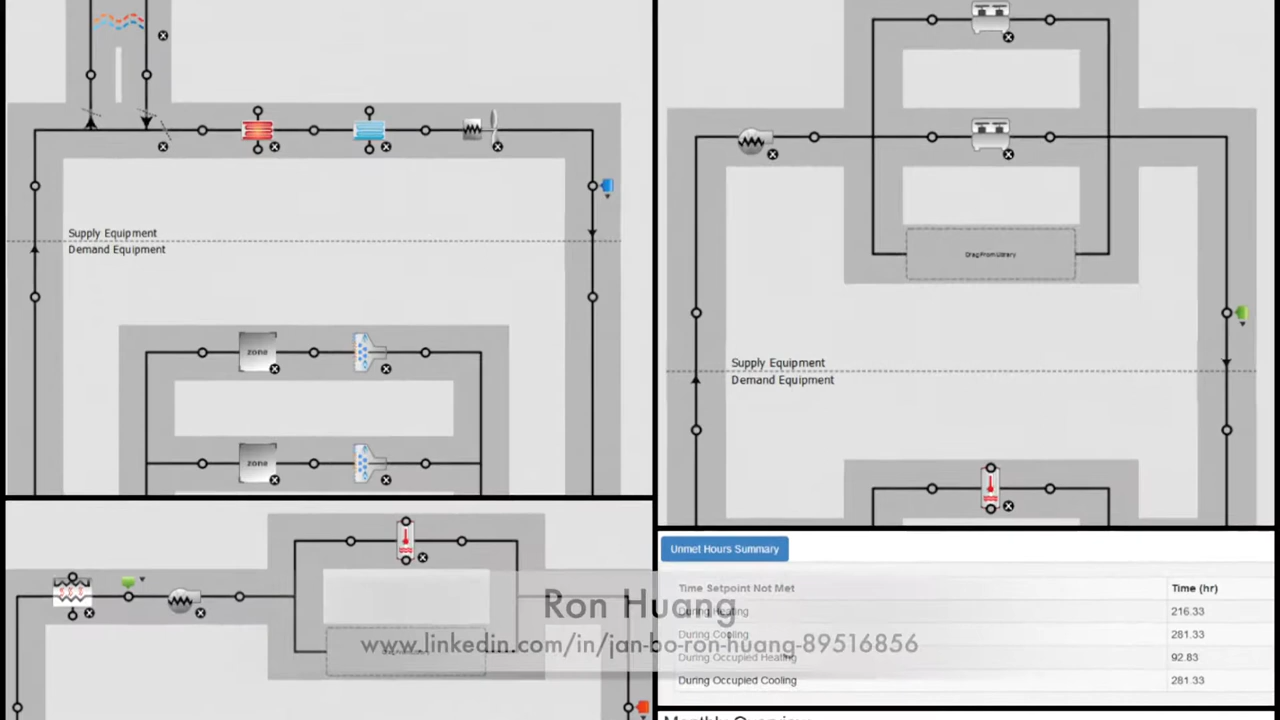 Supply Equipment
Demand Equipment
zone
zone
Drag From Library
Supply Equipment
Demand Equipment
Unmet Hours Summary
Time Setpoint Not Met Time (hr)
During Heating 216.33
During Cooling 281.33
During Occupied Heating 92.83
During Occupied Cooling 281.33
Monthly Overview
Ron Huang
www.linkedin.com/in/jan-bo-ron-huang-89516856